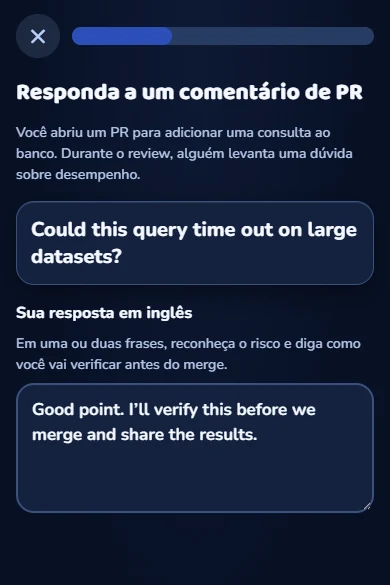 Responda a um comentário de PR
Você abriu um PR para adicionar uma consulta ao
banco. Durante o review, alguém levanta uma dúvida
sobre desempenho.
Could this query time out on large
datasets?
Sua resposta em inglês
Em uma ou duas frases, reconheça o risco e diga como
você vai verificar antes do merge.
Good point. I’ll verify this before we
merge and share the results.